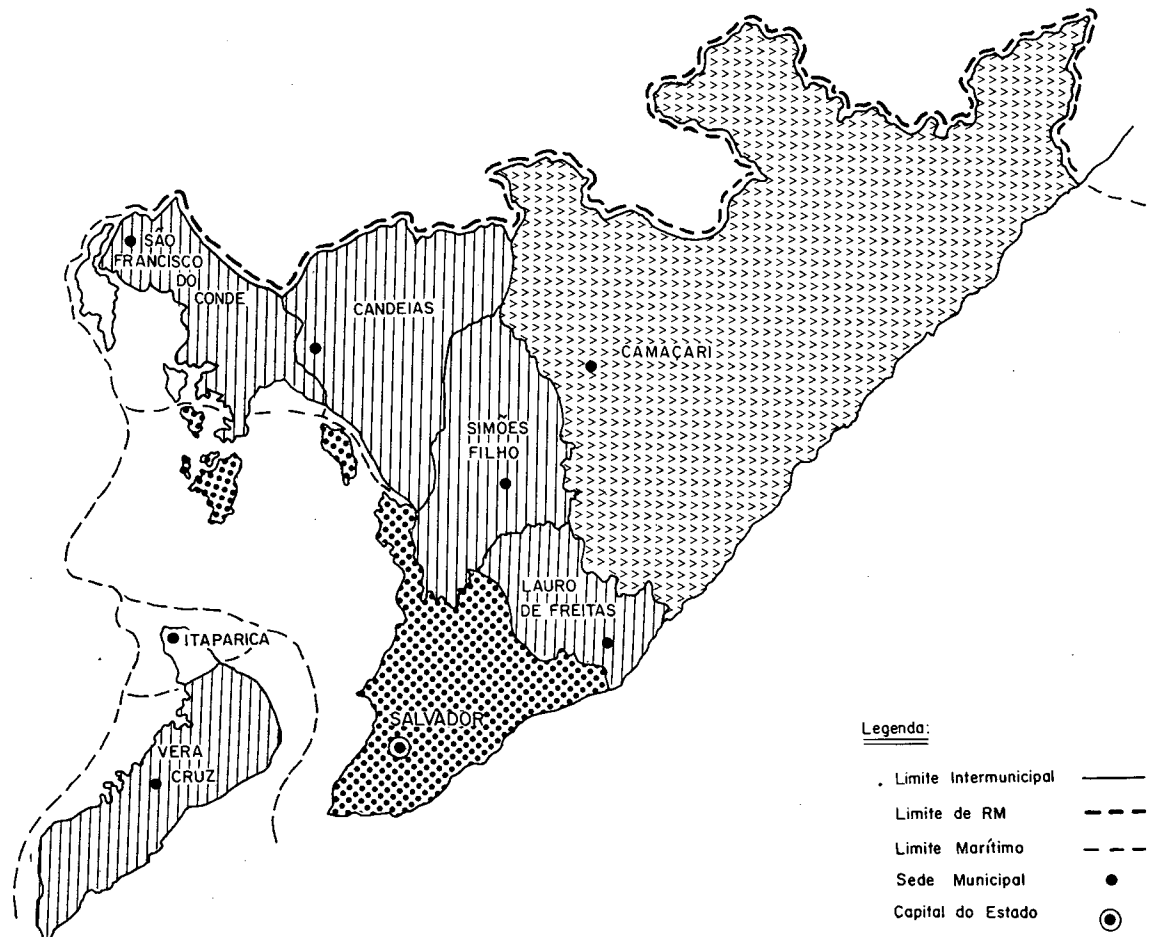 SÃO
FRANCISCO
DO
CONDE
CANDEIAS
CAMAÇARI
SIMÕES
FILHO
LAURO
DE FREITAS
ITAPARICA
SALVADOR
VERA
CRUZ
Legenda:
Limite Intermunicipal
Limite de RM
Limite Marítimo
Sede Municipal
Capital do Estado